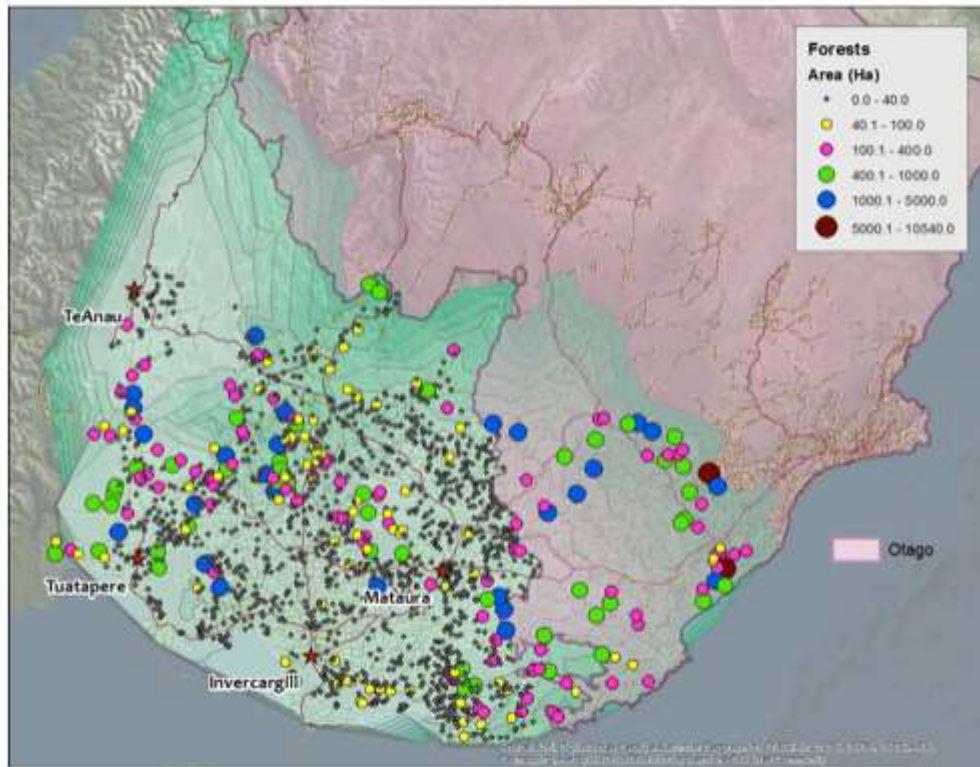 Forests
Area (Ha)
0.0 - 40.0
40.1 - 100.0
100.1 - 400.0
400.1 - 1000.0
1000.1 - 5000.0
5000.1 - 10540.0
TeAnau
Otago
Tuatapere
Mataura
Invercargill